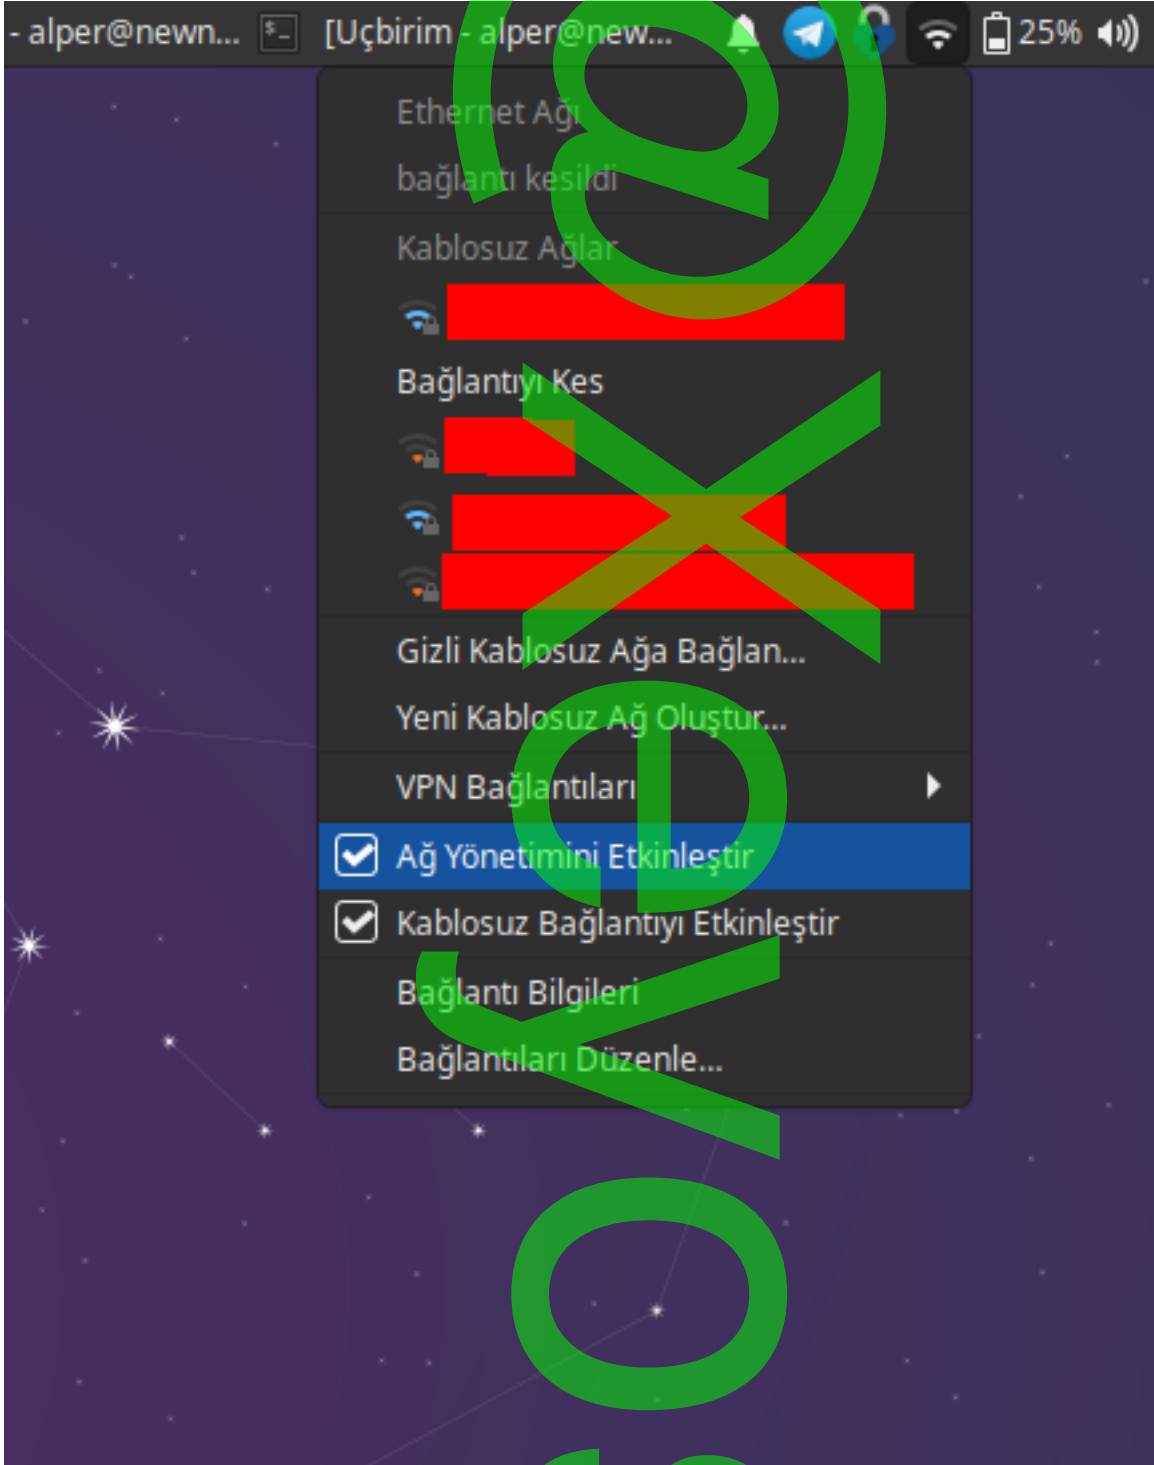 - alper@newn... [Uçbirim - alper@new... 25%
Ethernet Ağı
bağlantı kesildi
Kablosuz Ağlar
Bağlantıyı Kes
Gizli Kablosuz Ağa Bağlan...
Yeni Kablosuz Ağ Oluştur...
VPN Bağlantıları
Ağ Yönetimini Etkinleştir
Kablosuz Bağlantıyı Etkinleştir
Bağlantı Bilgileri
Bağlantıları Düzenle...
@Xeyo